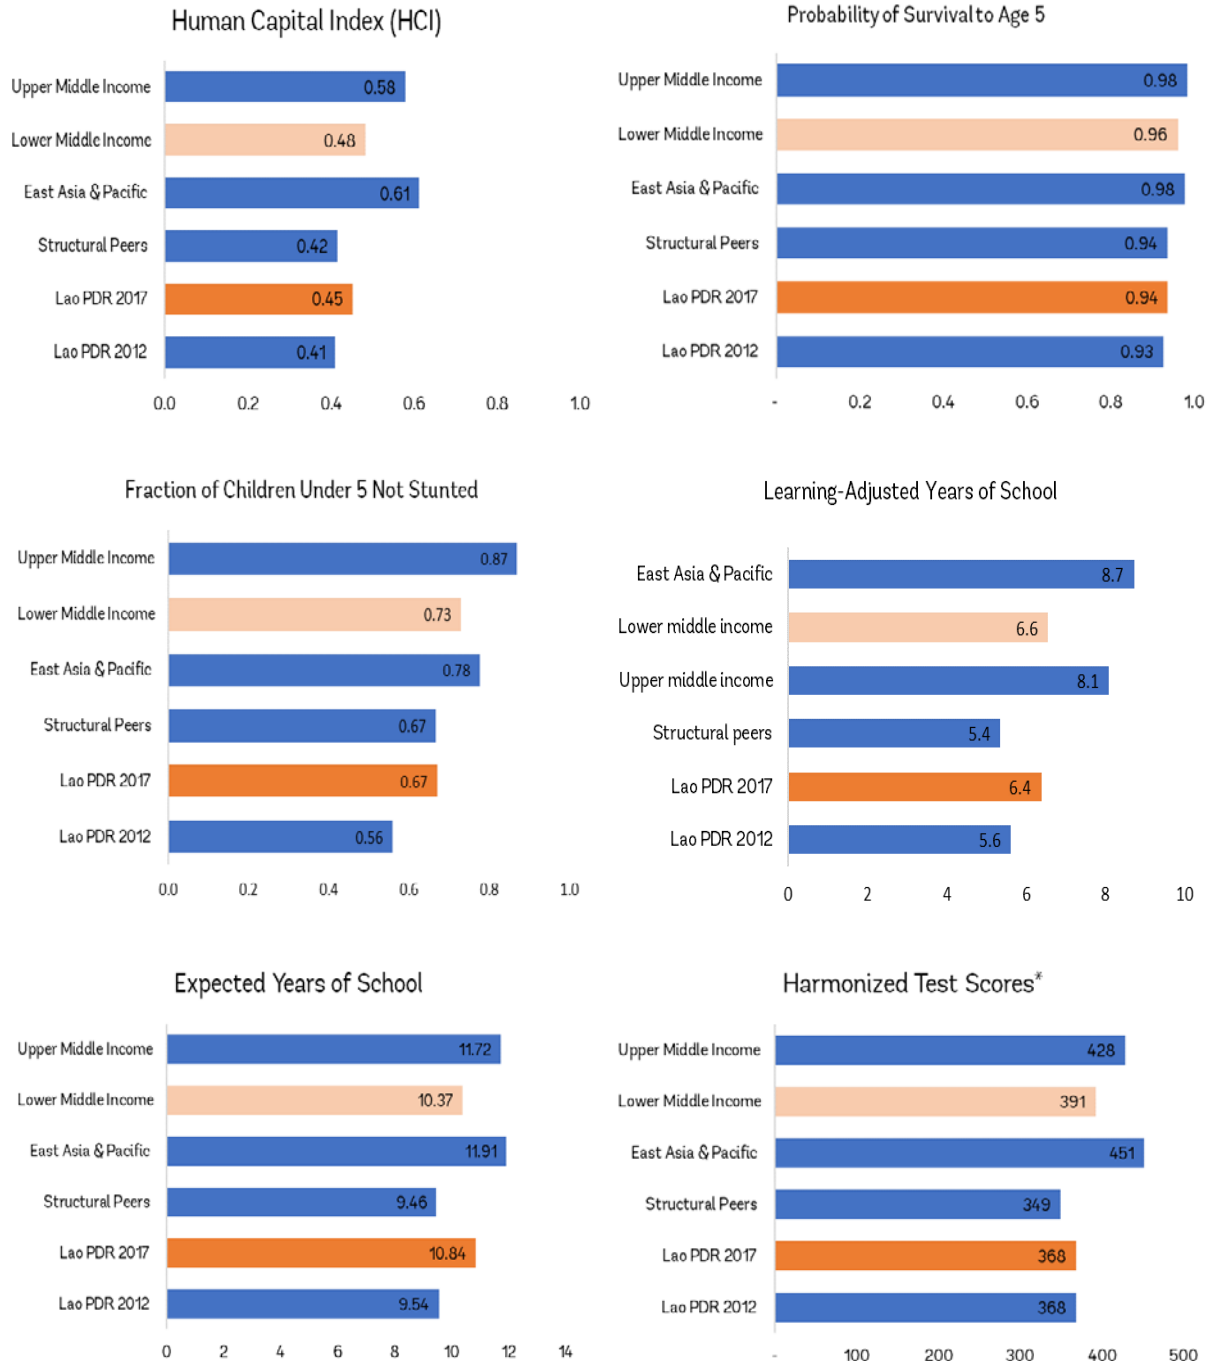 Human Capital Index (HCI)
Upper Middle Income 0.58
Lower Middle Income 0.48
East Asia & Pacific 0.61
Structural Peers 0.42
Lao PDR 2017 0.45
Lao PDR 2012 0.41
0.0 0.2 0.4 0.6 0.8 1.0
Probability of Survival to Age 5
Upper Middle Income 0.98
Lower Middle Income 0.96
East Asia & Pacific 0.98
Structural Peers 0.94
Lao PDR 2017 0.94
Lao PDR 2012 0.93
- 0.2 0.4 0.6 0.8 1.0
Fraction of Children Under 5 Not Stunted
Upper Middle Income 0.87
Lower Middle Income 0.73
East Asia & Pacific 0.78
Structural Peers 0.67
Lao PDR 2017 0.67
Lao PDR 2012 0.56
0.0 0.2 0.4 0.6 0.8 1.0
Learning-Adjusted Years of School
East Asia & Pacific 8.7
Lower middle income 6.6
Upper middle income 8.1
Structural peers 5.4
Lao PDR 2017 6.4
Lao PDR 2012 5.6
0 2 4 6 8 10
Expected Years of School
Upper Middle Income 11.72
Lower Middle Income 10.37
East Asia & Pacific 11.91
Structural Peers 9.46
Lao PDR 2017 10.84
Lao PDR 2012 9.54
0 2 4 6 8 10 12 14
Harmonized Test Scores*
Upper Middle Income 428
Lower Middle Income 391
East Asia & Pacific 451
Structural Peers 349
Lao PDR 2017 368
Lao PDR 2012 368
- 100 200 300 400 500